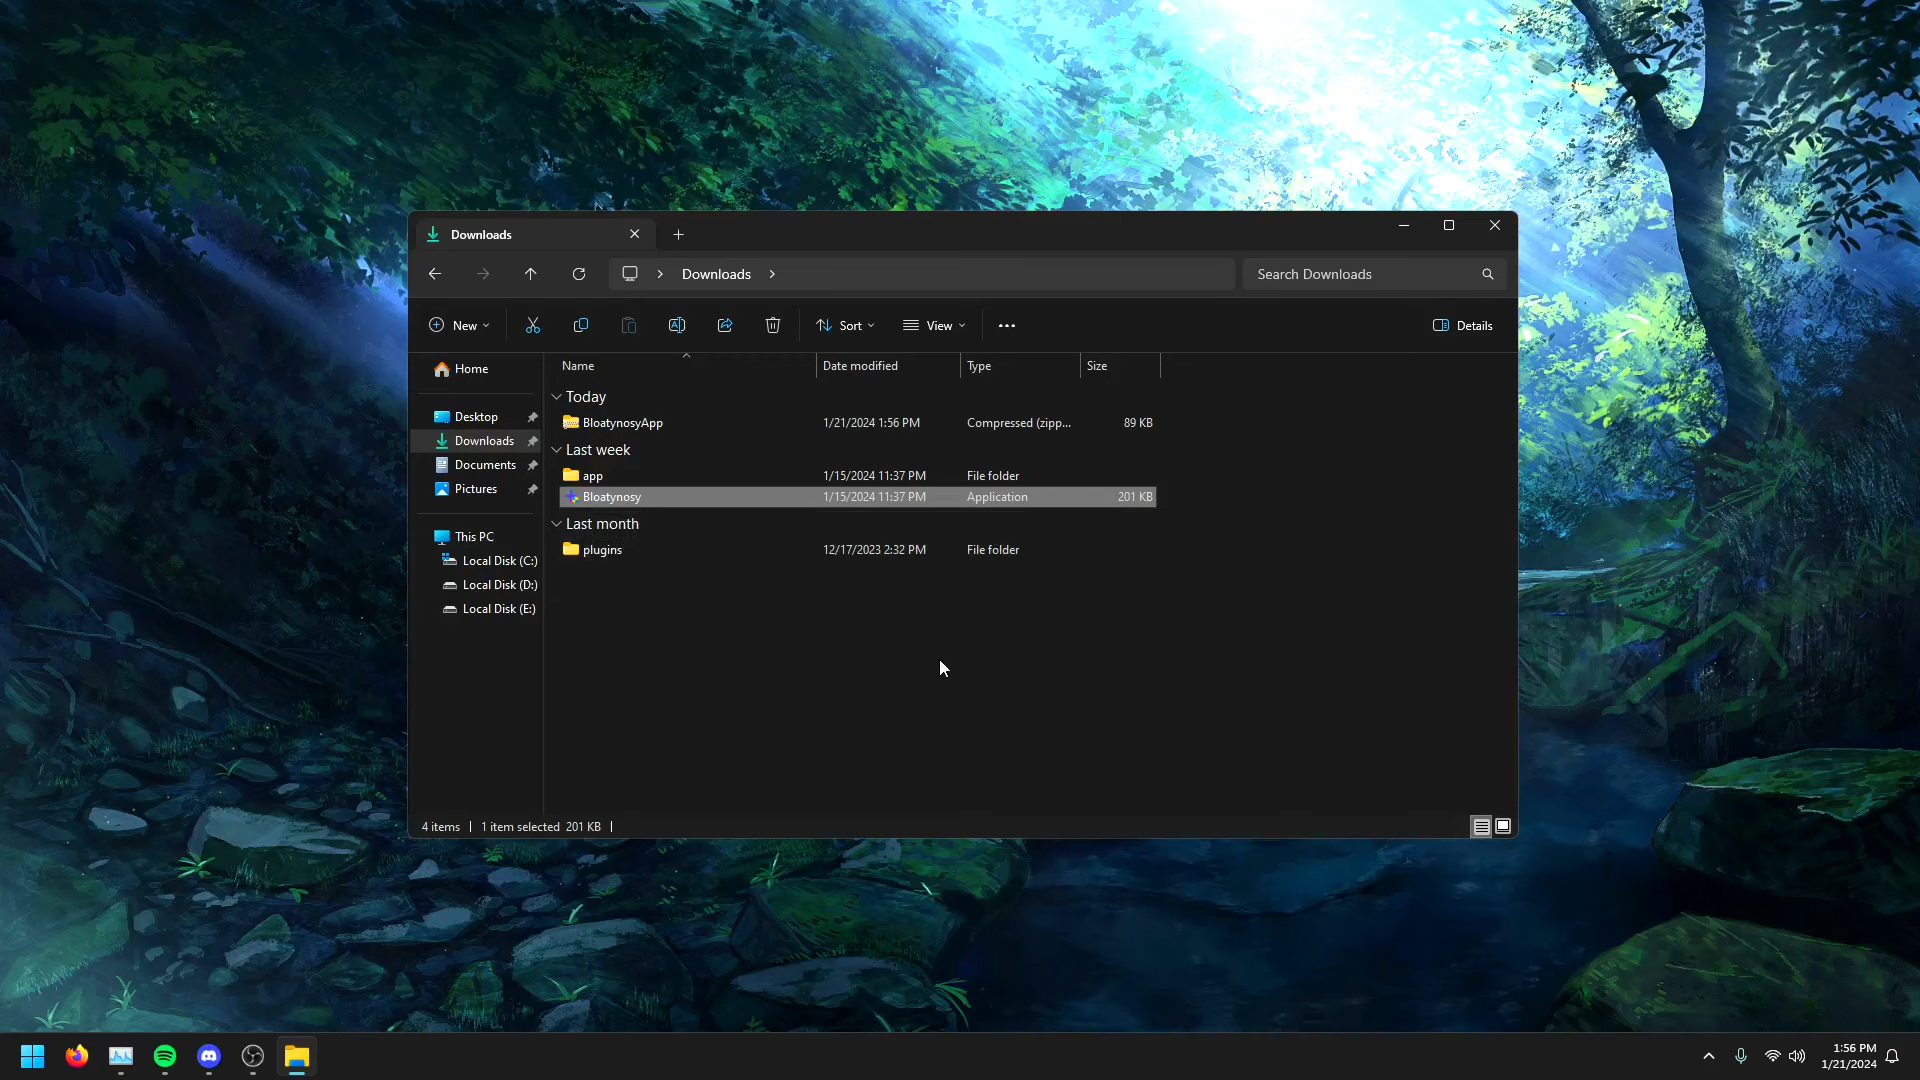 Downloads
Downloads
Search Downloads
New
Sort
View
Details
Name Date modified Type Size
Home
Desktop
Downloads
Documents
Pictures
This PC
Local Disk (C:)
Local Disk (D:)
Local Disk (E:)
Today
BloatynosyApp 1/21/2024 1:56 PM Compressed (zipp... 89 KB
Last week
app 1/15/2024 11:37 PM File folder
Bloatynosy 1/15/2024 11:37 PM Application 201 KB
Last month
plugins 12/17/2023 2:32 PM File folder
4 items 1 item selected 201 KB
1:56 PM
1/21/2024